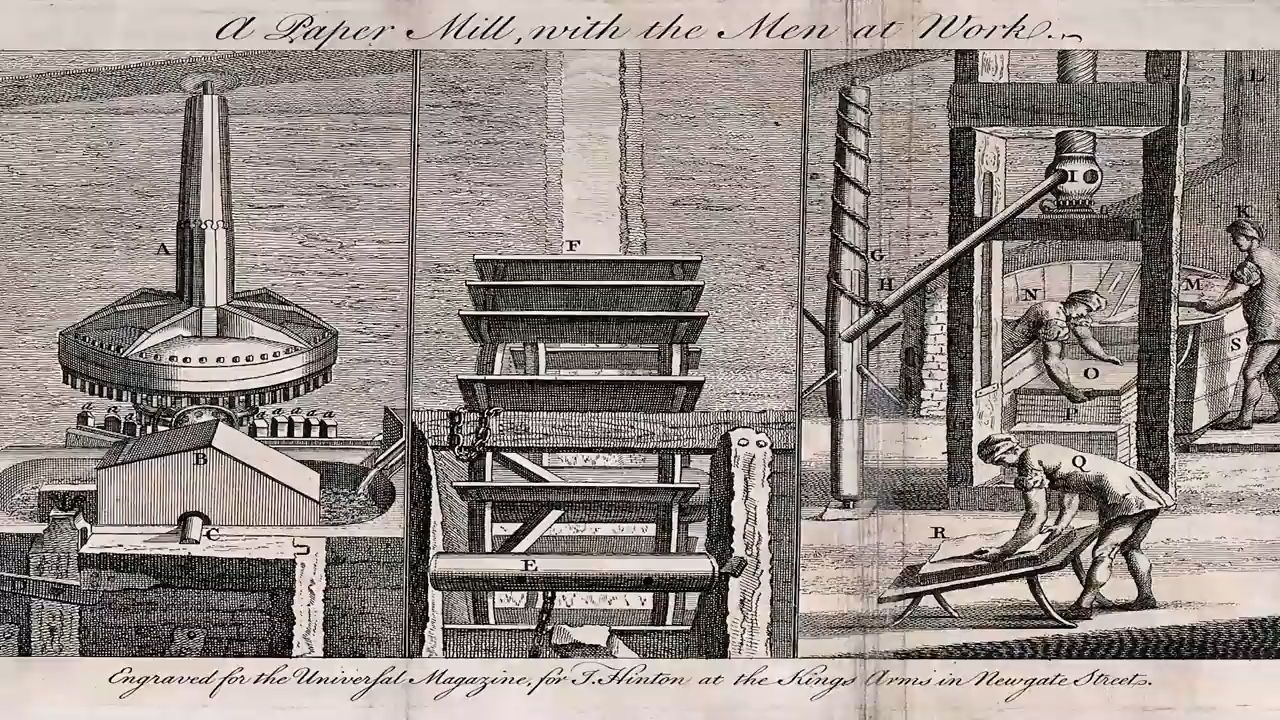 A Paper Mill, with the Men at Work.
A
B
C
a a a a a a a a
F
E
L
I
K
G
H
N
M
O
S
P
Q
R
Engraved for the Universal Magazine, for J. Hinton at the Kings Arms in Newgate Street.